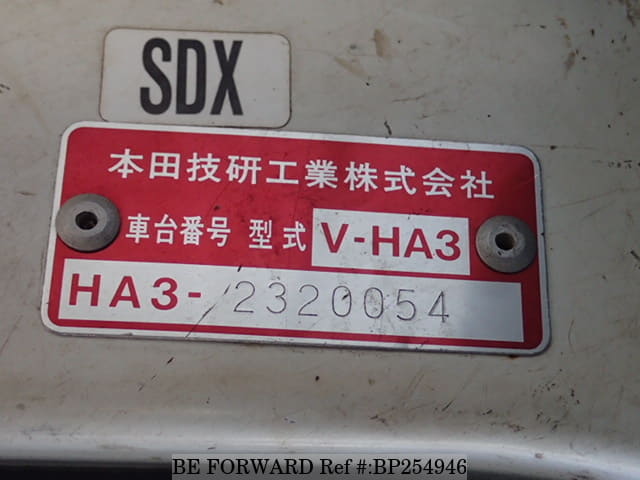 SDX
本田技研工業株式会社
車台番号 型式 V-HA3
HA3-2320054
BE FORWARD Ref #:BP254946